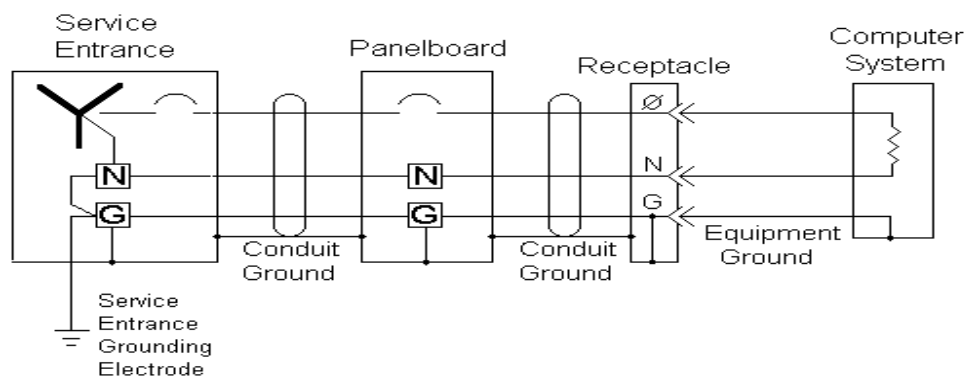 Service
Entrance
Panelboard
Receptacle
Computer
System
Ø
N
N
N
G
G
G
Conduit
Ground
Conduit
Ground
Equipment
Ground
Service
Entrance
Grounding
Electrode